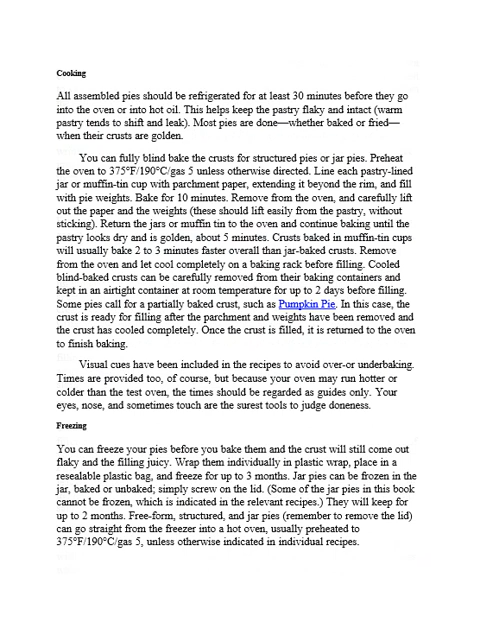 Cooking
All assembled pies should be refrigerated for at least 30 minutes before they go
into the oven or into hot oil. This helps keep the pastry flaky and intact (warm
pastry tends to shift and leak). Most pies are done—whether baked or fried—
when their crusts are golden.
You can fully blind bake the crusts for structured pies or jar pies. Preheat
the oven to 375°F/190°C/gas 5 unless otherwise directed. Line each pastry-lined
jar or muffin-tin cup with parchment paper, extending it beyond the rim, and fill
with pie weights. Bake for 10 minutes. Remove from the oven, and carefully lift
out the paper and the weights (these should lift easily from the pastry, without
sticking). Return the jars or muffin tin to the oven and continue baking until the
pastry looks dry and is golden, about 5 minutes. Crusts baked in muffin-tin cups
will usually bake 2 to 3 minutes faster overall than jar-baked crusts. Remove
from the oven and let cool completely on a baking rack before filling. Cooled
blind-baked crusts can be carefully removed from their baking containers and
kept in an airtight container at room temperature for up to 2 days before filling.
Some pies call for a partially baked crust, such as Pumpkin Pie. In this case, the
crust is ready for filling after the parchment and weights have been removed and
the crust has cooled completely. Once the crust is filled, it is returned to the oven
to finish baking.
Visual cues have been included in the recipes to avoid over-or underbaking.
Times are provided too, of course, but because your oven may run hotter or
colder than the test oven, the times should be regarded as guides only. Your
eyes, nose, and sometimes touch are the surest tools to judge doneness.
Freezing
You can freeze your pies before you bake them and the crust will still come out
flaky and the filling juicy. Wrap them individually in plastic wrap, place in a
resealable plastic bag, and freeze for up to 3 months. Jar pies can be frozen in the
jar, baked or unbaked; simply screw on the lid. (Some of the jar pies in this book
cannot be frozen, which is indicated in the relevant recipes.) They will keep for
up to 2 months. Free-form, structured, and jar pies (remember to remove the lid)
can go straight from the freezer into a hot oven, usually preheated to
375°F/190°C/gas 5, unless otherwise indicated in individual recipes.